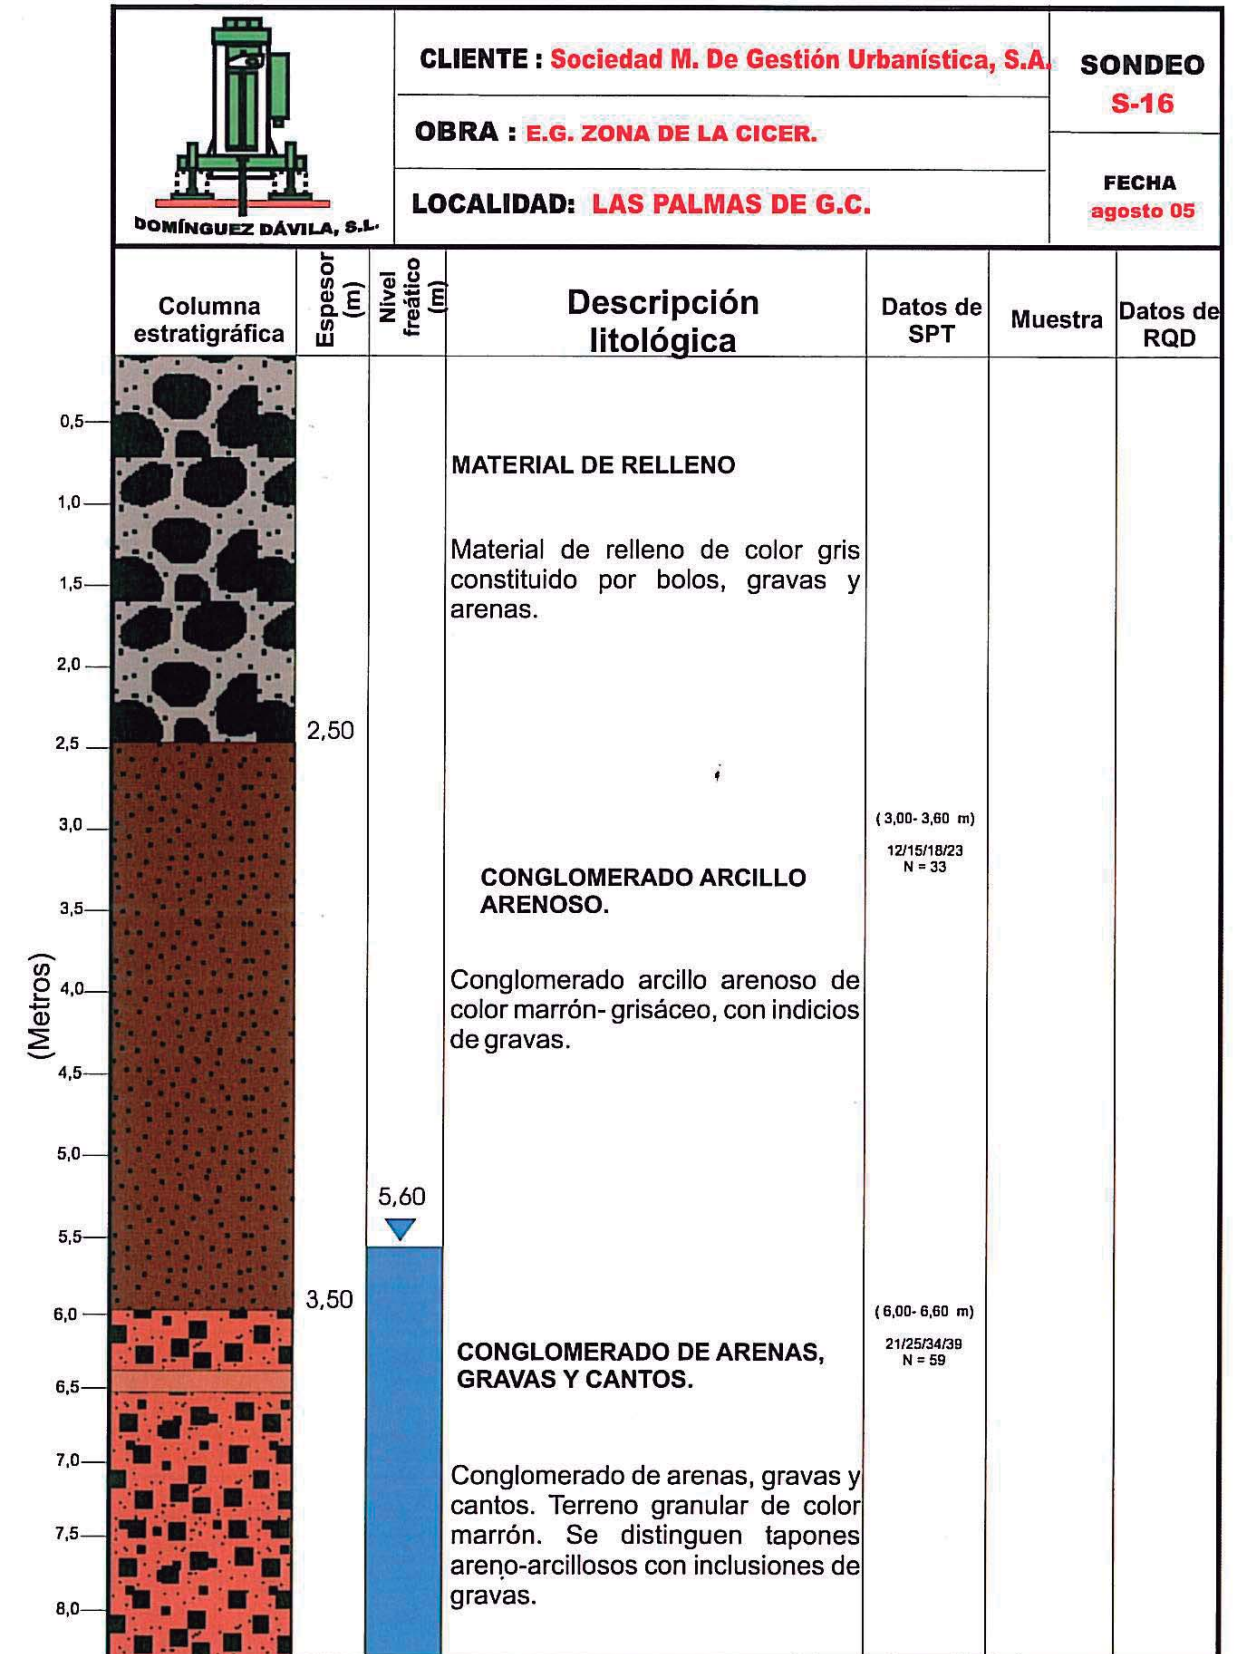 DOMÍNGUEZ DÁVILA, S.L.
CLIENTE : Sociedad M. De Gestión Urbanística, S.A.
OBRA : E.G. ZONA DE LA CICER.
LOCALIDAD: LAS PALMAS DE G.C.
SONDEO
S-16
FECHA
agosto 05
Columna
estratigráfica
Espesor
(m)
Nivel
freático
(m)
Descripción
litológica
Datos de
SPT
Muestra
Datos de
RQD
(Metros)
0,5
1,0
1,5
2,0
2,5
3,0
3,5
4,0
4,5
5,0
5,5
6,0
6,5
7,0
7,5
8,0
2,50
3,50
5,60
MATERIAL DE RELLENO
Material de relleno de color gris
constituido por bolos, gravas y
arenas.
CONGLOMERADO ARCILLO
ARENOSO.
Conglomerado arcillo arenoso de
color marrón- grisáceo, con indicios
de gravas.
CONGLOMERADO DE ARENAS,
GRAVAS Y CANTOS.
Conglomerado de arenas, gravas y
cantos. Terreno granular de color
marrón. Se distinguen tapones
areno-arcillosos con inclusiones de
gravas.
( 3,00- 3,60 m)
12/15/18/23
N = 33
( 6,00- 6,60 m)
21/25/34/39
N = 59